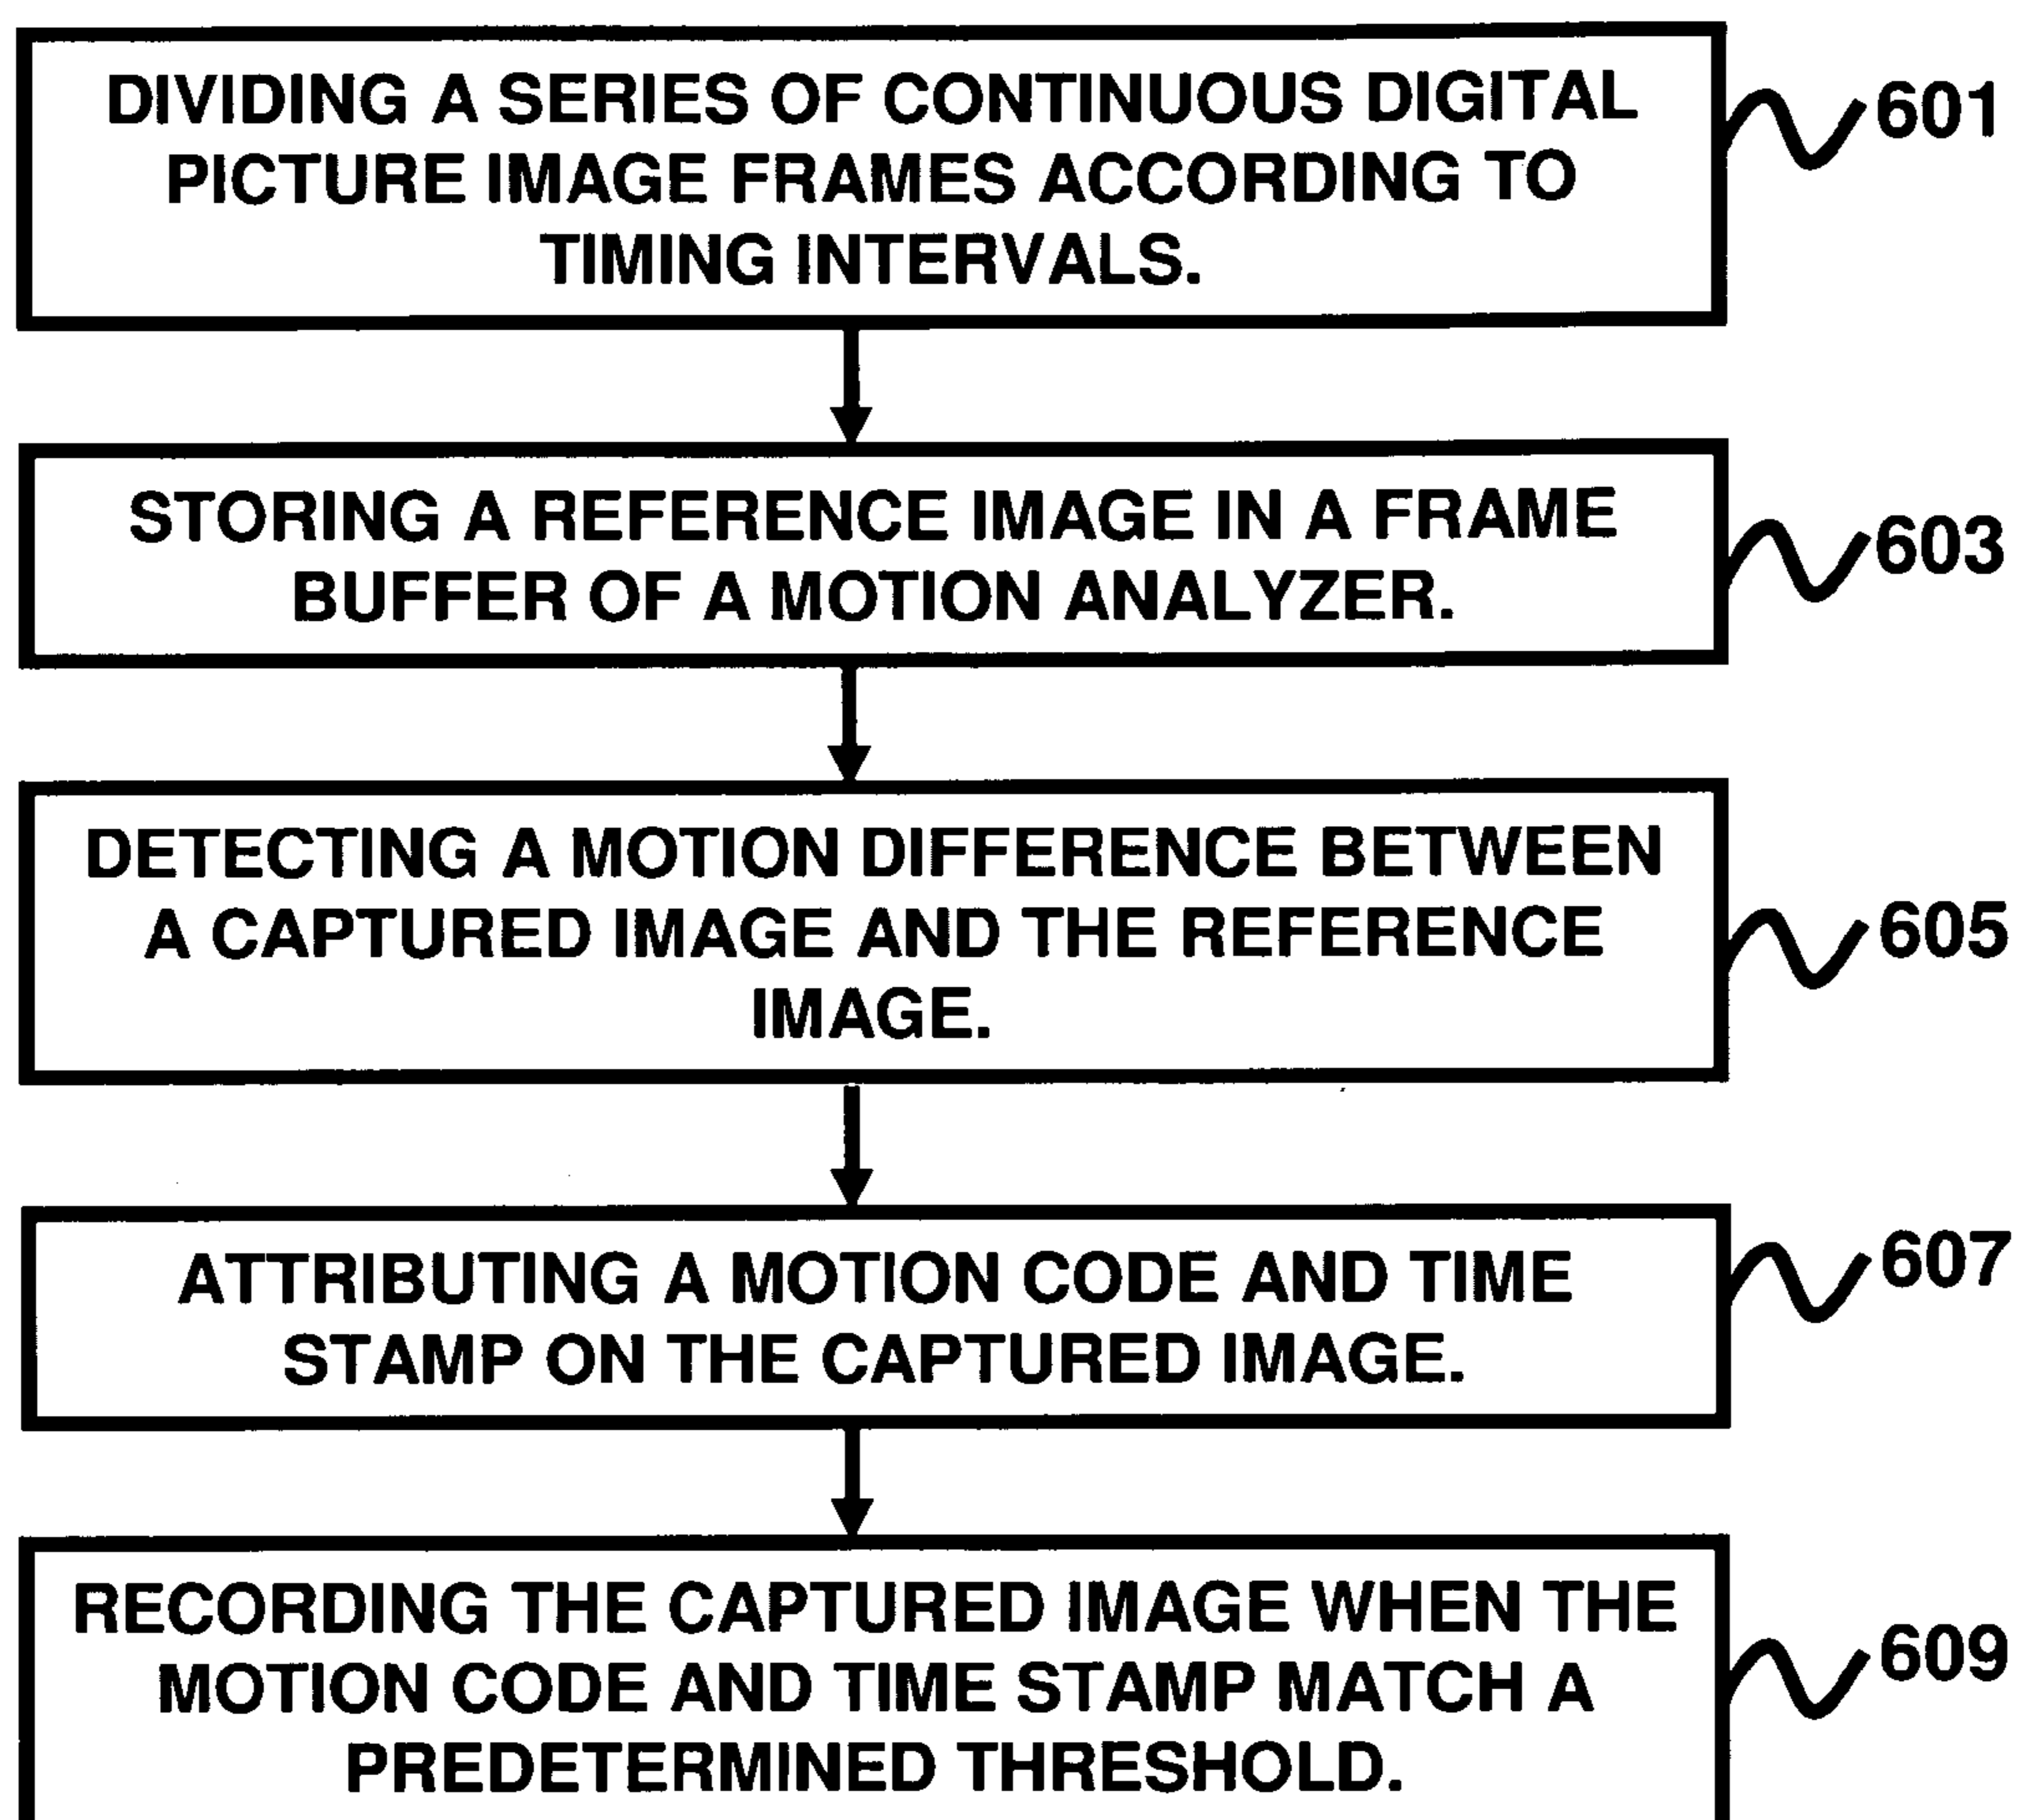 DIVIDING A SERIES OF CONTINUOUS DIGITAL
PICTURE IMAGE FRAMES ACCORDING TO
TIMING INTERVALS.
601
STORING A REFERENCE IMAGE IN A FRAME
BUFFER OF A MOTION ANALYZER.
603
DETECTING A MOTION DIFFERENCE BETWEEN
A CAPTURED IMAGE AND THE REFERENCE
IMAGE.
605
ATTRIBUTING A MOTION CODE AND TIME
STAMP ON THE CAPTURED IMAGE.
607
RECORDING THE CAPTURED IMAGE WHEN THE
MOTION CODE AND TIME STAMP MATCH A
PREDETERMINED THRESHOLD.
609